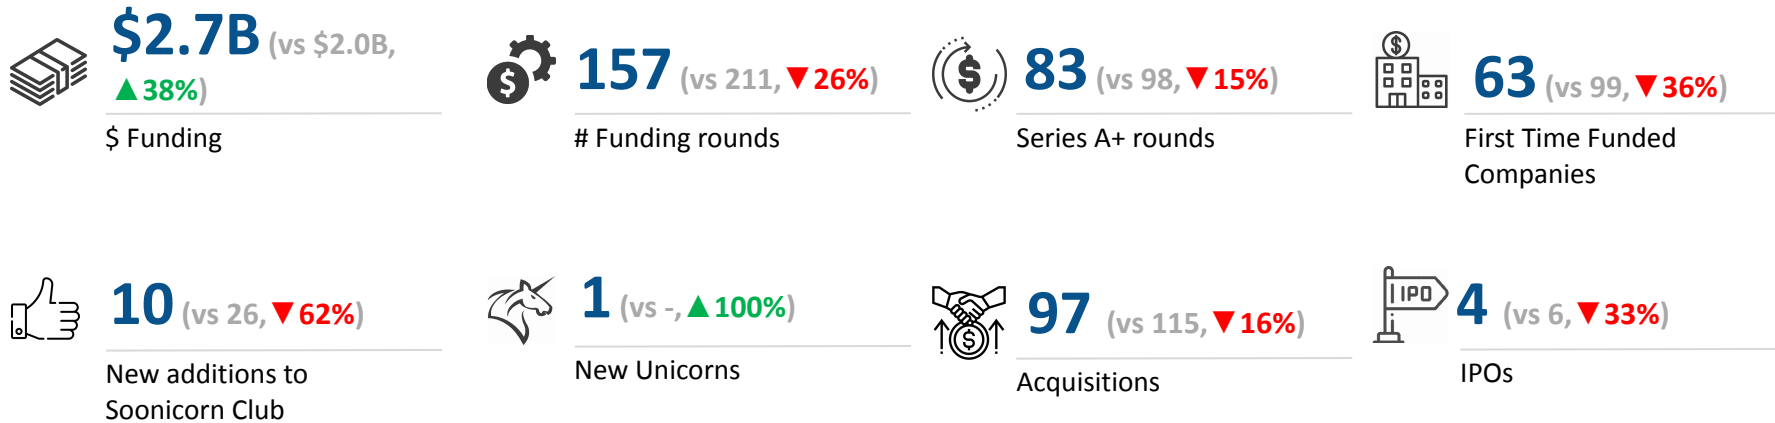 $2.7B (vs $2.0B,
▲38%)
$ Funding
$
157 (vs 211, ▼26%)
# Funding rounds
$
83 (vs 98, ▼15%)
Series A+ rounds
$
63 (vs 99, ▼36%)
First Time Funded
Companies
10 (vs 26, ▼62%)
New additions to
Soonicorn Club
1 (vs -, ▲100%)
New Unicorns
$
97 (vs 115, ▼16%)
Acquisitions
IPO
4 (vs 6, ▼33%)
IPOs